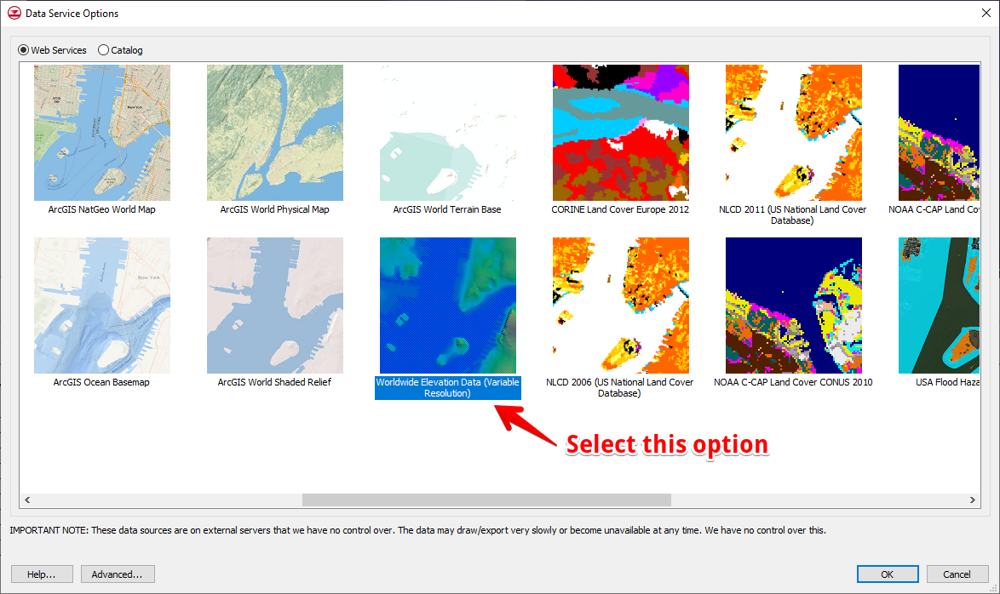 Data Service Options
Web Services
Catalog
New York
ArcGIS NatGeo World Map
ArcGIS World Physical Map
ArcGIS World Terrain Base
CORINE Land Cover Europe 2012
NLCD 2011 (US National Land Cover
Database)
NOAA C-CAP Land Co
New York
ArcGIS Ocean Basemap
ArcGIS World Shaded Relief
Worldwide Elevation Data (Variable
Resolution)
NLCD 2006 (US National Land Cover
Database)
NOAA C-CAP Land Cover CONUS 2010
USA Flood Haza
Select this option
IMPORTANT NOTE: These data sources are on external servers that we have no control over. The data may draw/export very slowly or become unavailable at any time. We have no control over this.
Help...
Advanced...
OK
Cancel